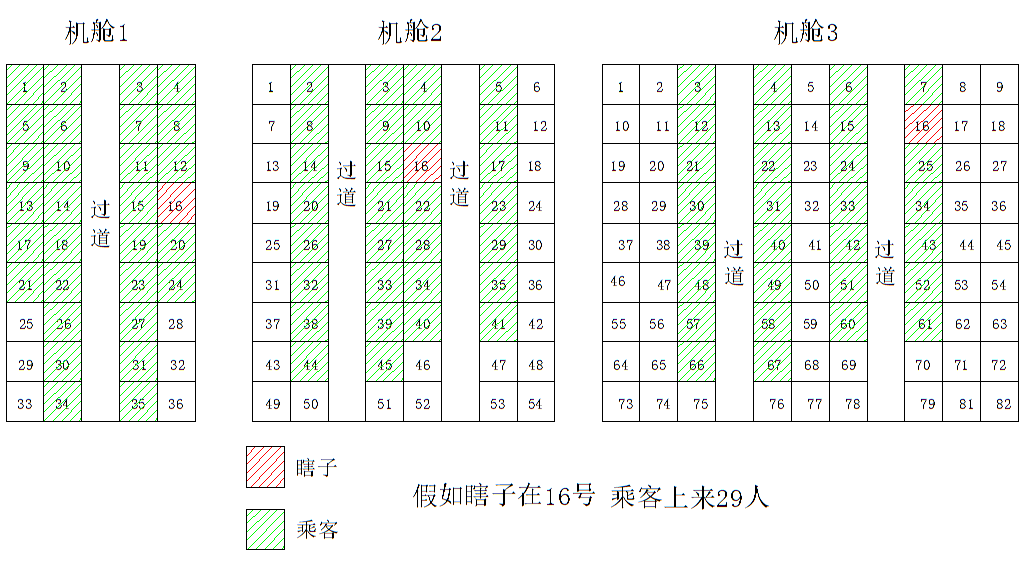 机舱1 机舱2 机舱3
1 2 3 4 1 2 3 4 5 6 1 2 3 4 5 6 7 8 9
5 6 7 8 7 8 9 10 11 12 10 11 12 13 14 15 16 17 18
9 10 11 12 13 14 15 16 17 18 19 20 21 22 23 24 25 26 27
13 14 15 16 19 20 21 22 23 24 28 29 30 31 32 33 34 35 36
17 18 19 20 25 26 27 28 29 30 37 38 39 40 41 42 43 44 45
21 22 23 24 31 32 33 34 35 36 46 47 48 49 50 51 52 53 54
25 26 27 28 37 38 39 40 41 42 55 56 57 58 59 60 61 62 63
29 30 31 32 43 44 45 46 47 48 64 65 66 67 68 69 70 71 72
33 34 35 36 49 50 51 52 53 54 73 74 75 76 77 78 79 81 82
过道
过道
过道
过道
过道
瞎子
假如瞎子在16号 乘客上来29人
乘客